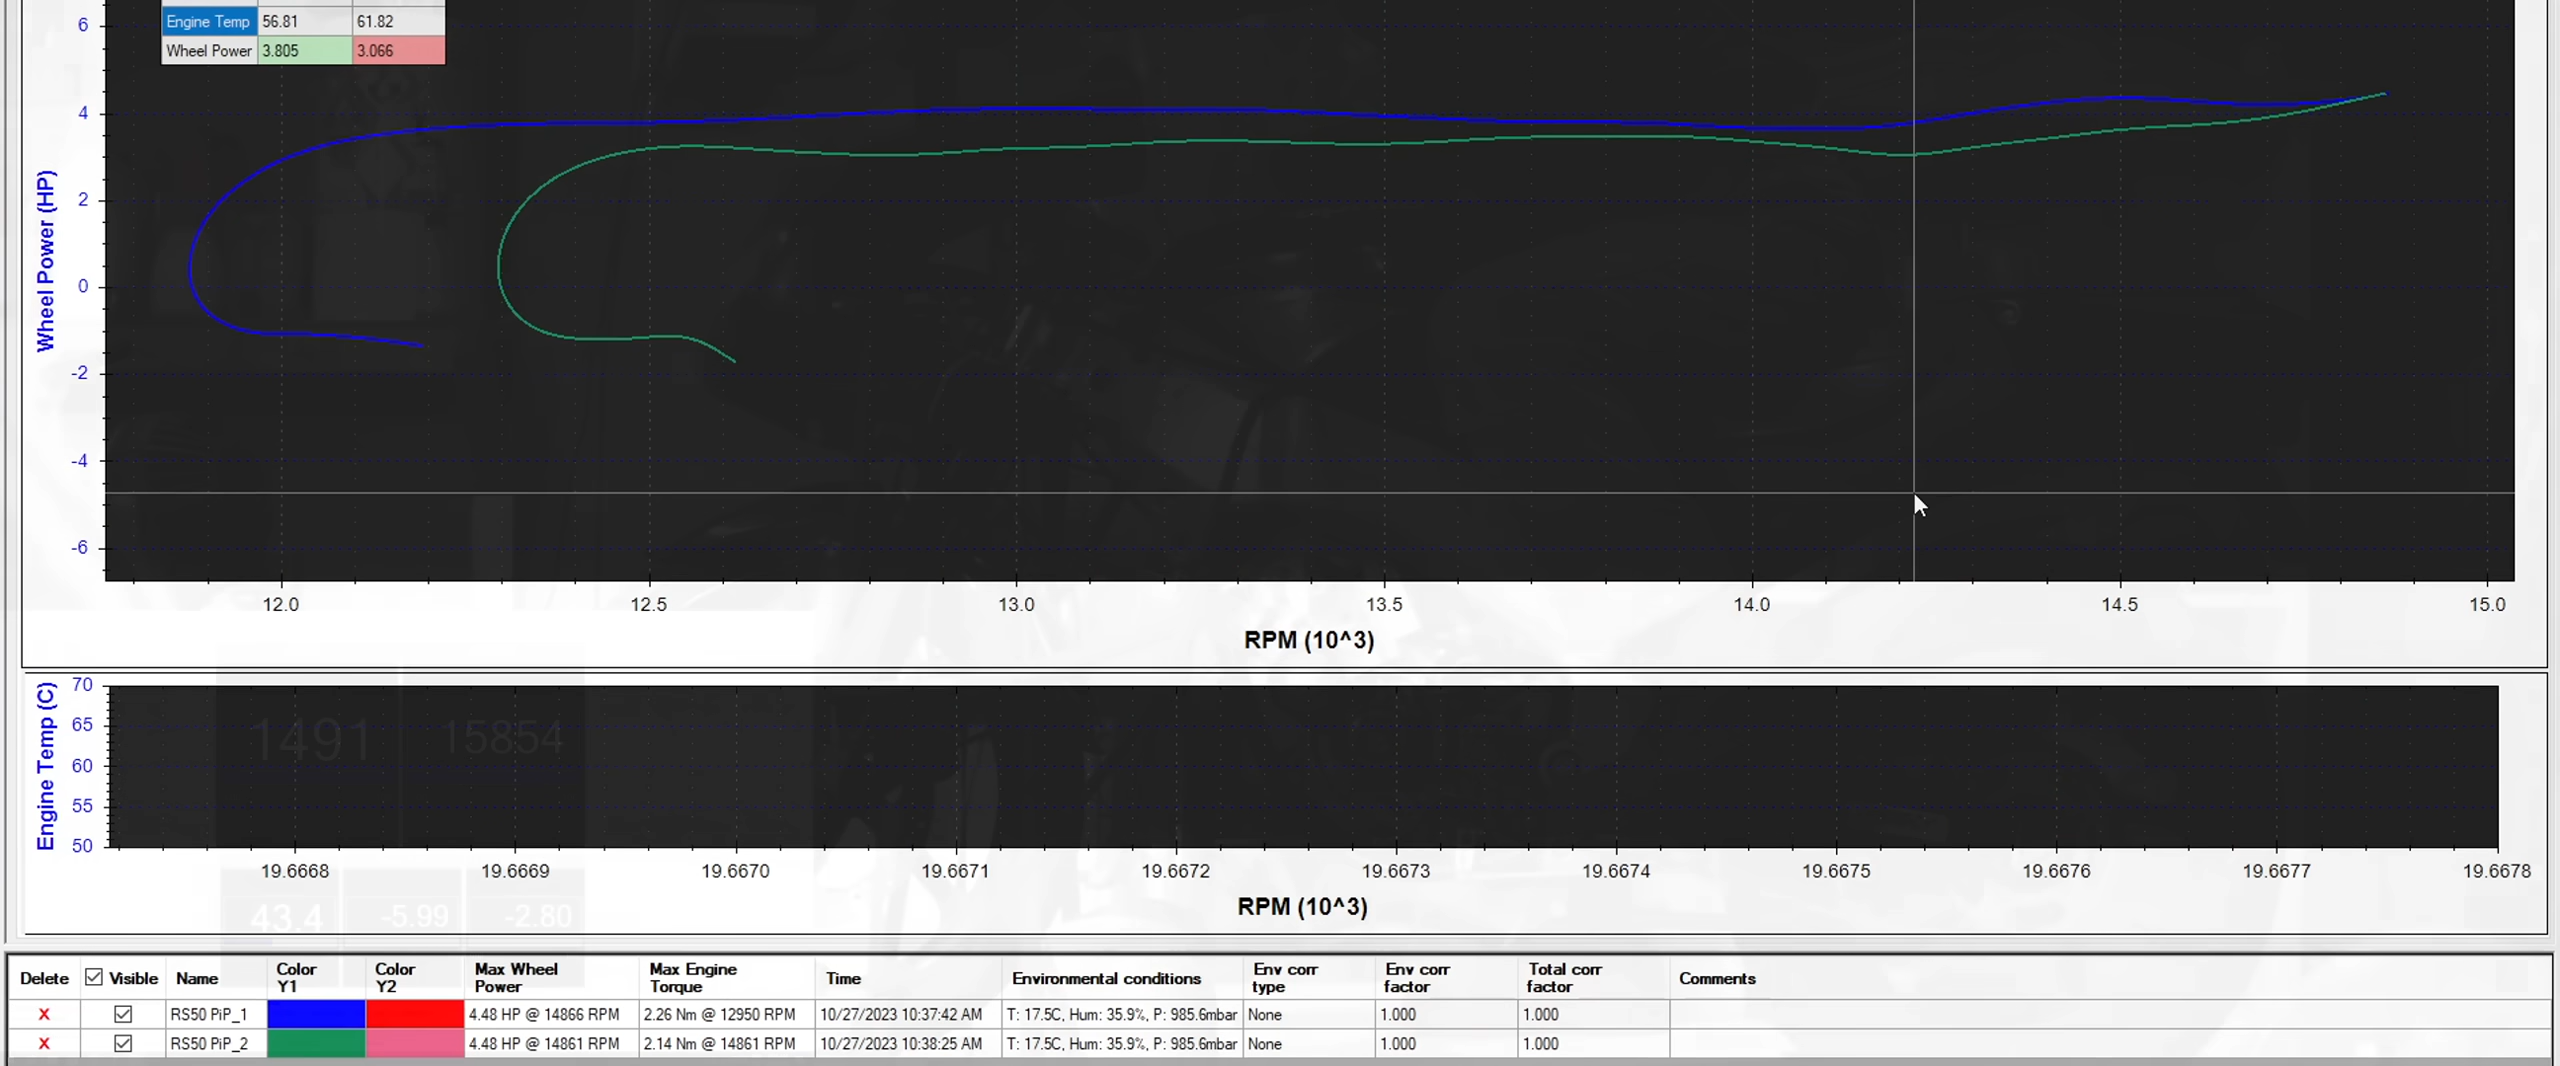 Engine Temp 56.81 61.82
Wheel Power 3.805 3.066
6
4
2
0
-2
-4
-6
Wheel Power (HP)
12.0 12.5 13.0 13.5 14.0 14.5 15.0
RPM (10^3)
70
65
60
55
50
Engine Temp (C)
1491 15854
19.6668 19.6669 19.6670 19.6671 19.6672 19.6673 19.6674 19.6675 19.6676 19.6677 19.6678
RPM (10^3)
43.4 -5.99 -2.80
Delete Visible Name Color Y1 Color Y2 Max Wheel Power Max Engine Torque Time Environmental conditions Env corr type Env corr factor Total corr factor Comments
X RS50 PiP_1 4.48 HP @ 14866 RPM 2.26 Nm @ 12950 RPM 10/27/2023 10:37:42 AM T: 17.5C, Hum: 35.9%, P: 985.6mbar None 1.000 1.000
X RS50 PiP_2 4.48 HP @ 14861 RPM 2.14 Nm @ 14861 RPM 10/27/2023 10:38:25 AM T: 17.5C, Hum: 35.9%, P: 985.6mbar None 1.000 1.000